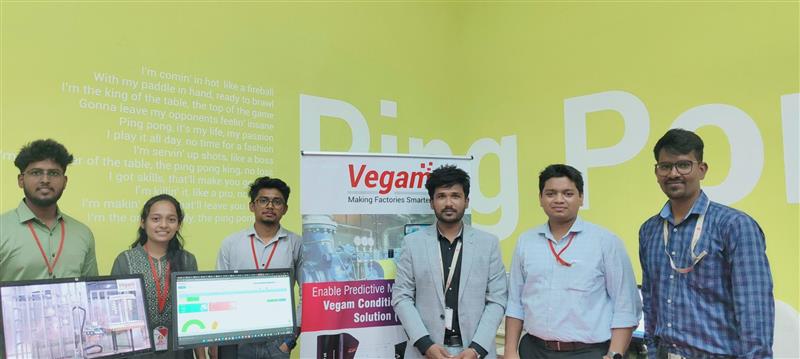 I'm comin' in hot, like a fireball
With my paddle in hand, ready to brawl
I'm the king of the table, the top of the game
Gonna leave my opponents feelin' insane
Ping pong, it's my life, my passion
I play it all day, no time for a fashion
I'm servin' up shots, like a boss
of the table, the ping pong king, no
I got skills, that'll make you
I'm killin' it, like a pro,
I'm makin' that'll leave you
I'm the the ping
Ping Pon
Vegam
Making Factories Smarter
Enable Predictive
Vegam
Solution